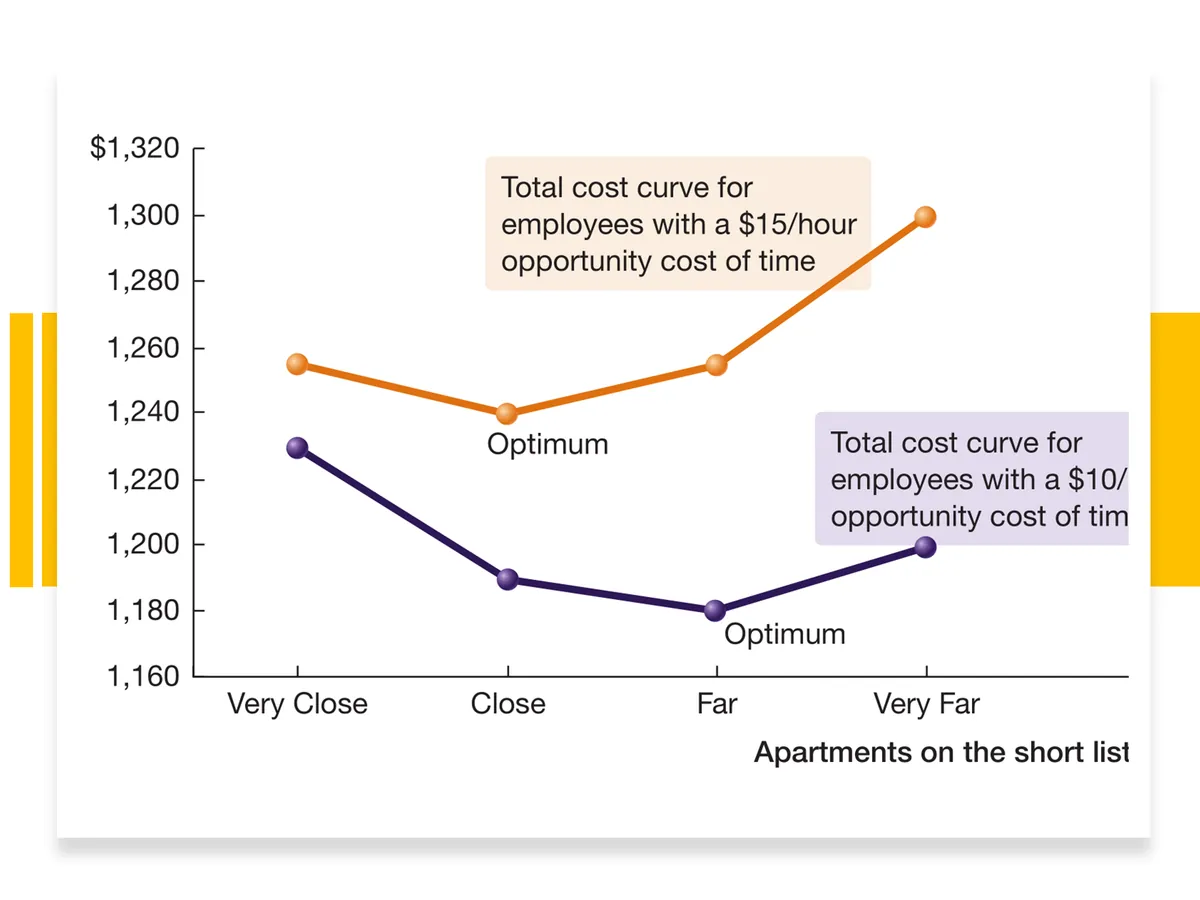 $1,320
1,300
1,280
1,260
1,240
1,220
1,200
1,180
1,160
Total cost curve for
employees with a $15/hour
opportunity cost of time
Optimum
Total cost curve for
employees with a $10/
opportunity cost of tim
Optimum
Very Close Close Far Very Far
Apartments on the short list